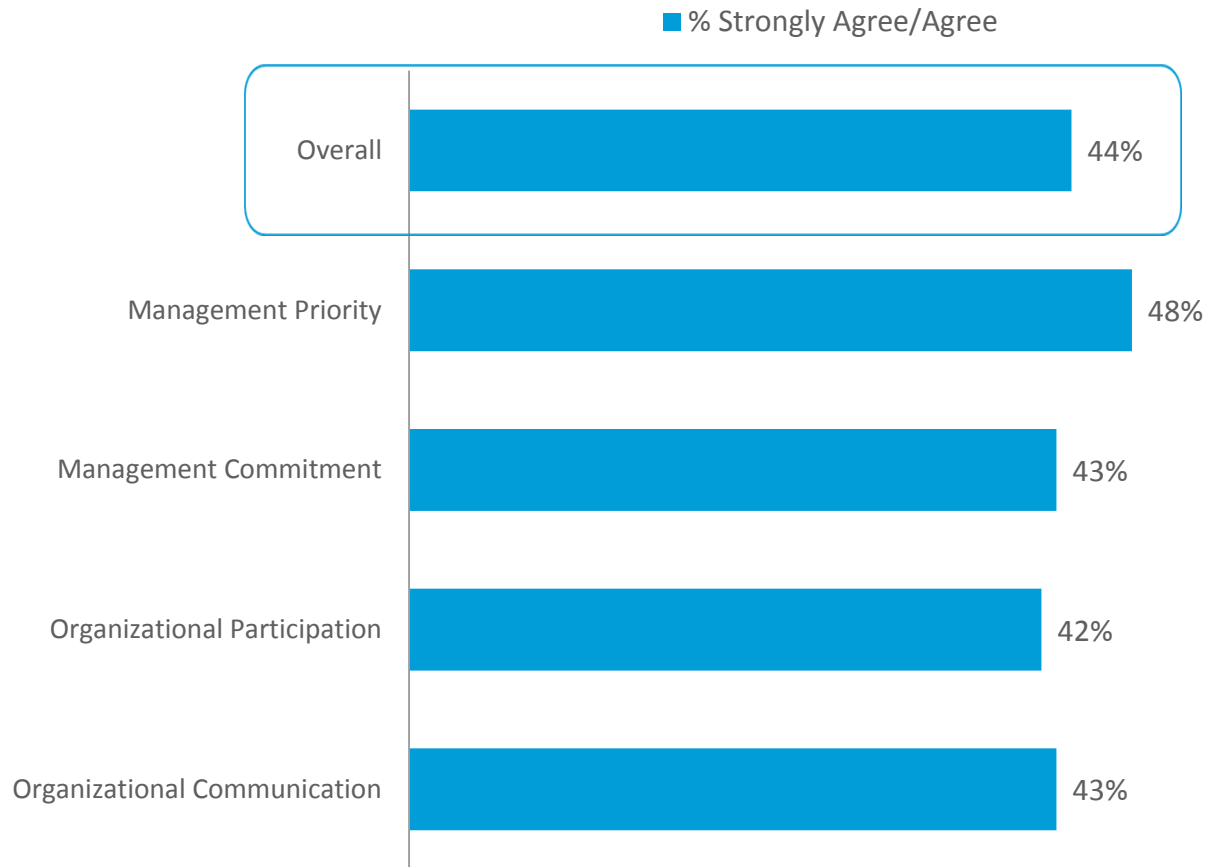 % Strongly Agree/Agree
Overall 44%
Management Priority 48%
Management Commitment 43%
Organizational Participation 42%
Organizational Communication 43%